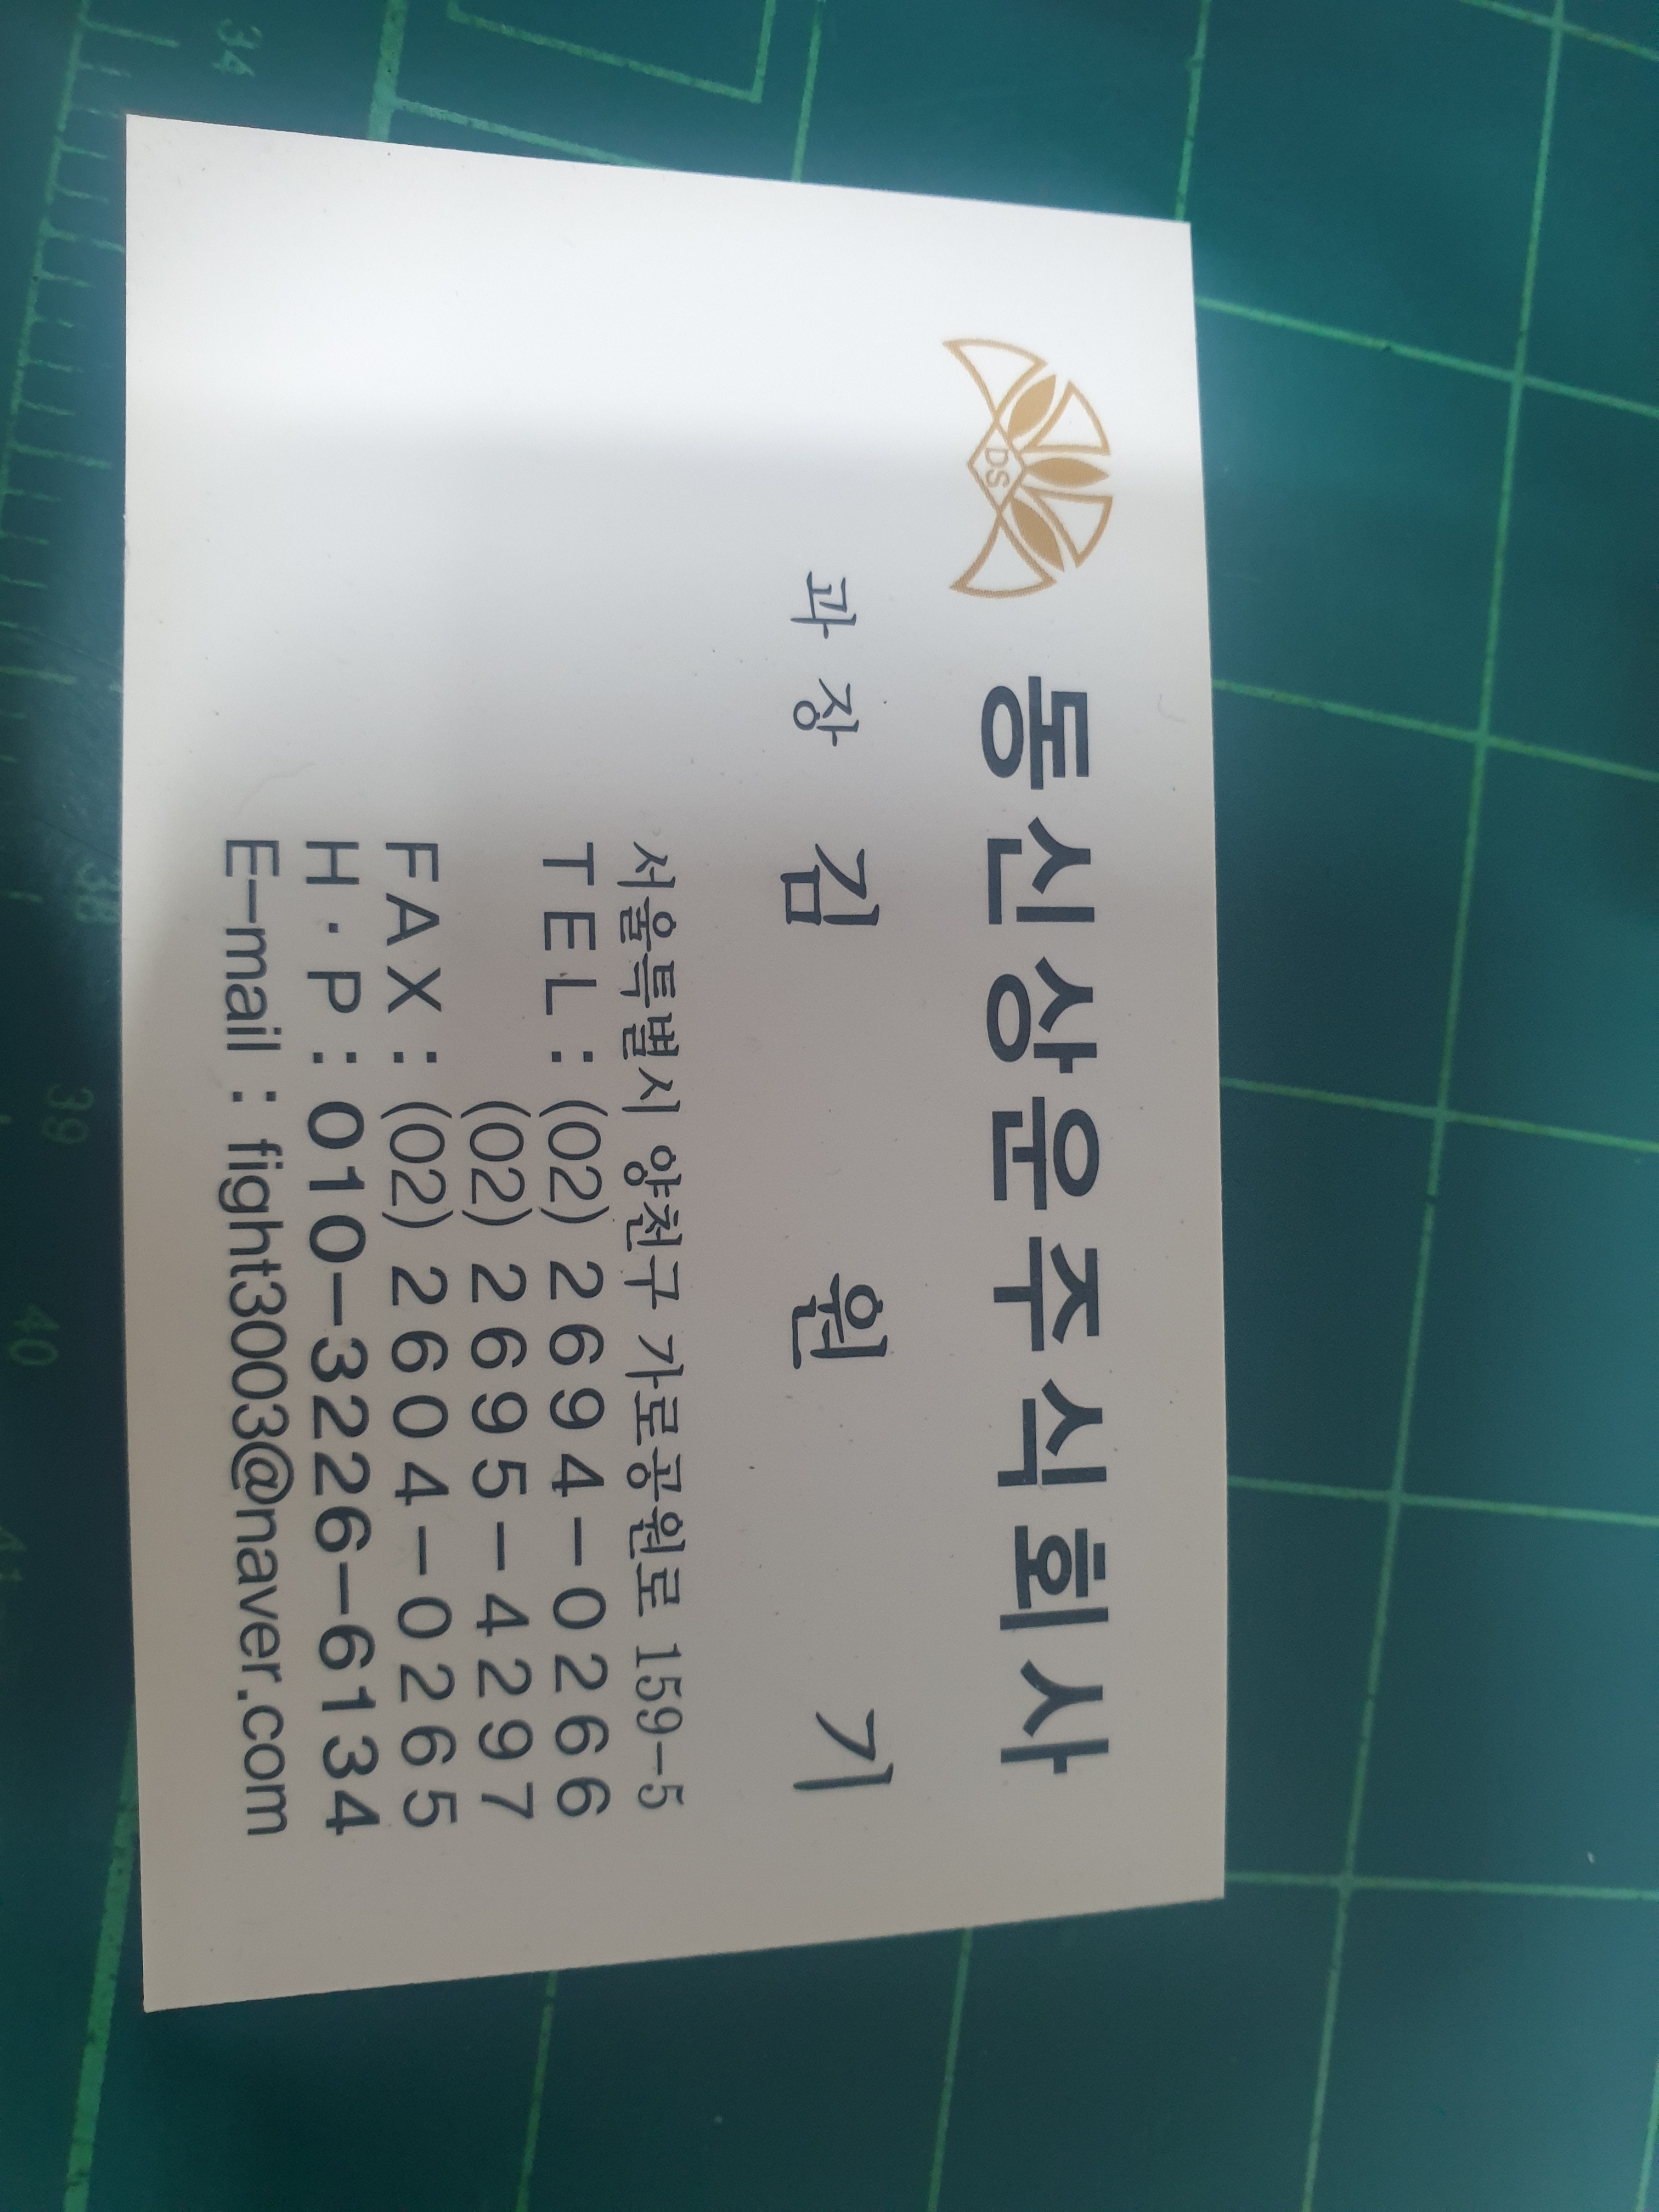 DS
동신상운주식회사
과 장 김 원 기
서울특별시 양천구 가로공원로 159-5
TEL : (02) 2694-0266
(02) 2695-4297
FAX : (02) 2604-0265
H·P : 010-3226-6134
E-mail : fight3003@naver.com
34
38
39
40
41